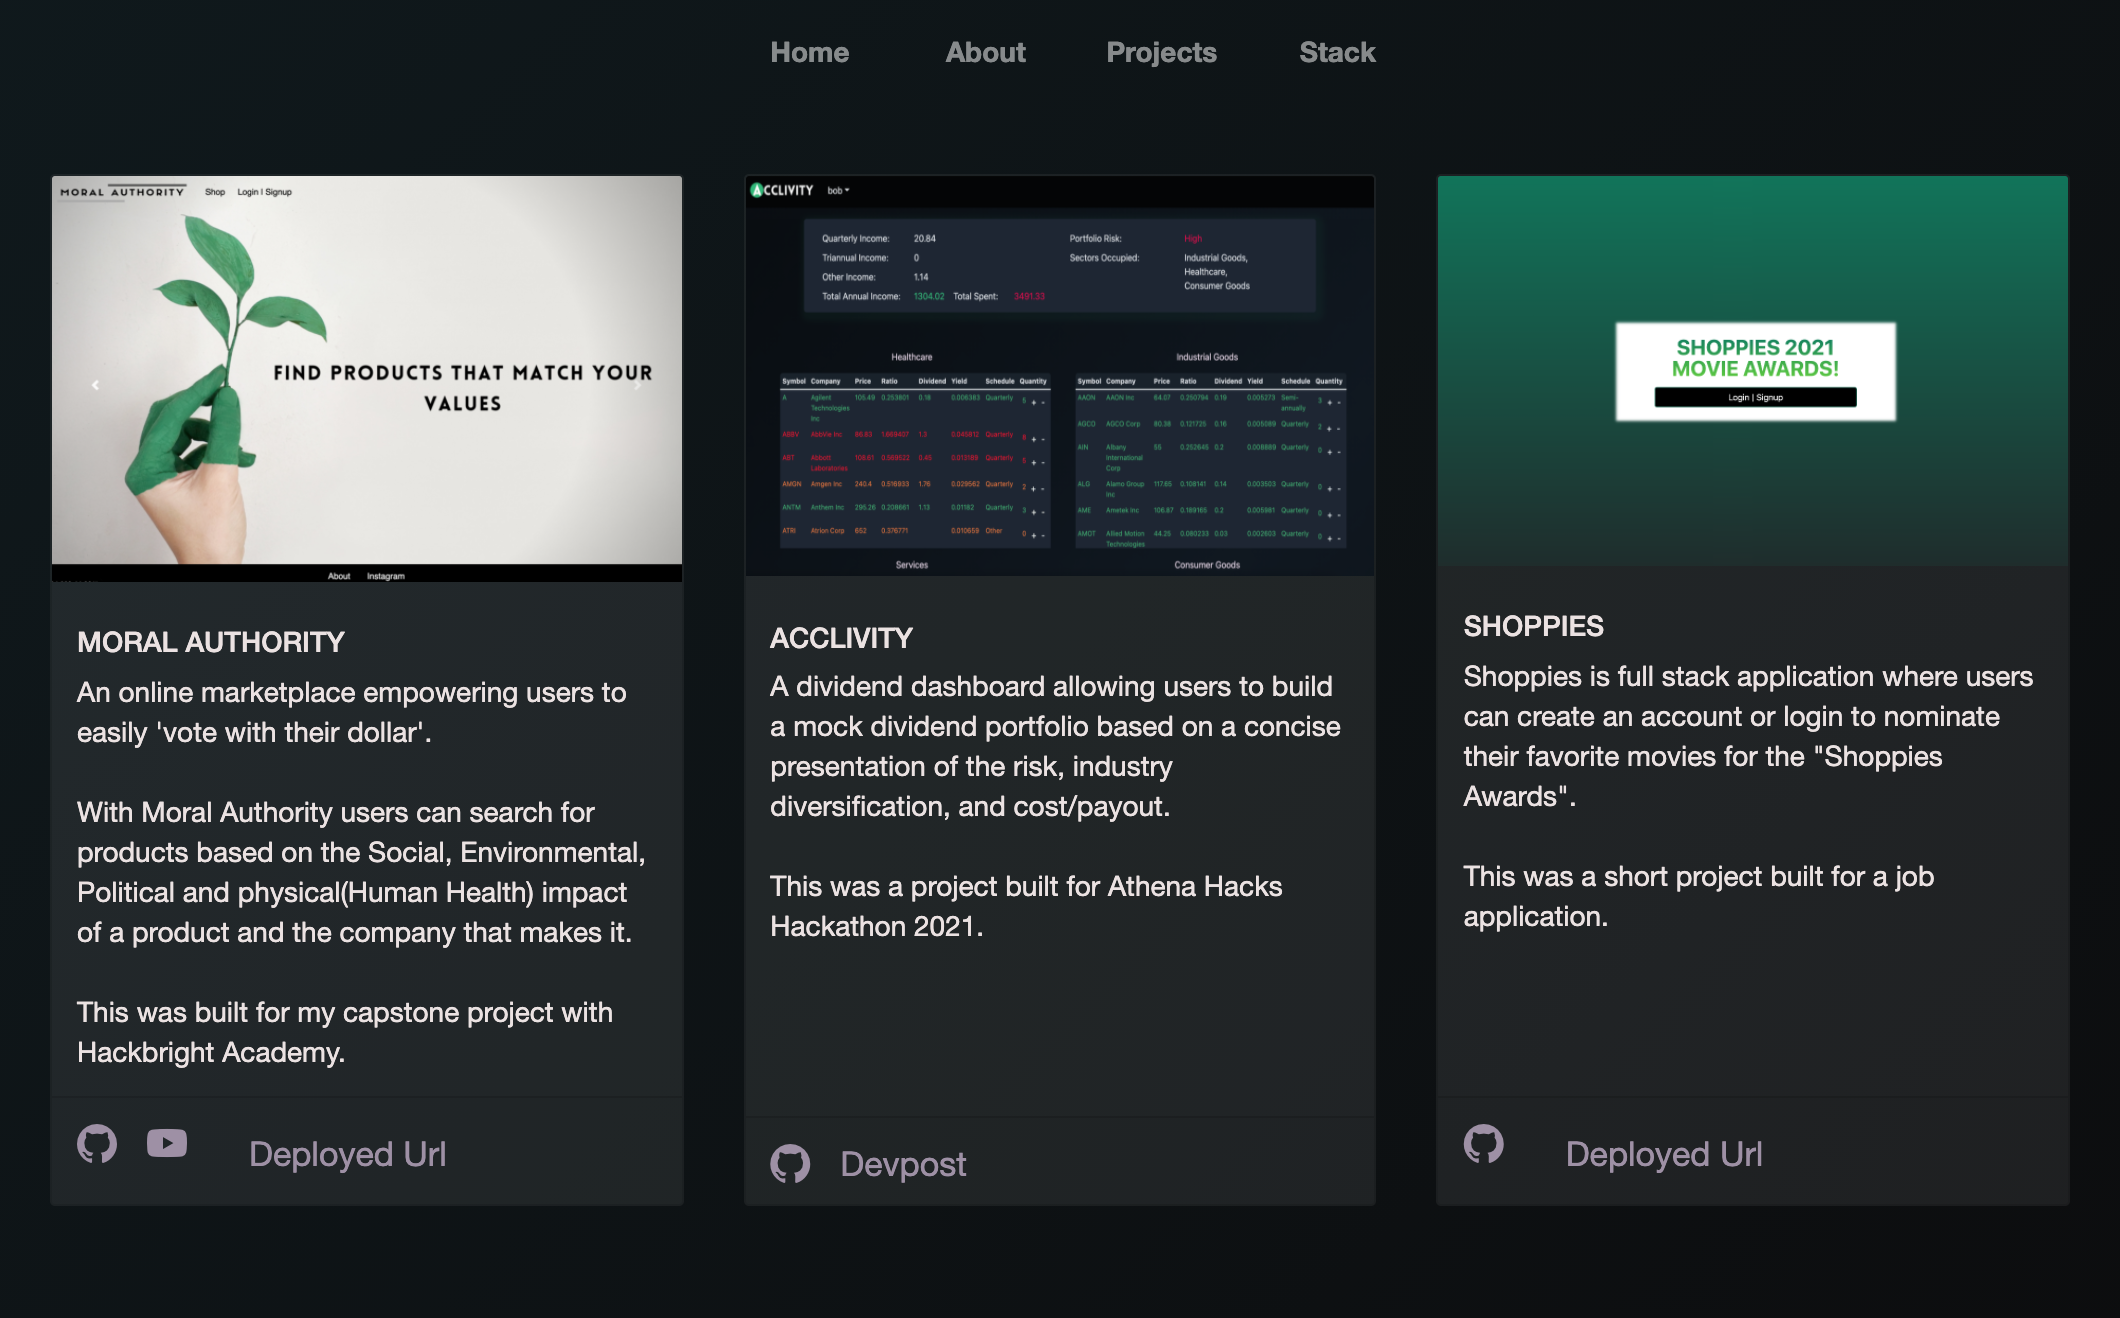 Home About Projects Stack
MORAL AUTHORITY Shop Login | Signup
FIND PRODUCTS THAT MATCH YOUR
VALUES
About Instagram
MORAL AUTHORITY
An online marketplace empowering users to
easily 'vote with their dollar'.
With Moral Authority users can search for
products based on the Social, Environmental,
Political and physical(Human Health) impact
of a product and the company that makes it.
This was built for my capstone project with
Hackbright Academy.
Deployed Url
ACCLIVITY bob
Quarterly Income: 20.84 Portfolio Risk: High
Triannual Income: 0 Sectors Occupied: Industrial Goods,
Healthcare,
Other Income: 1.14
Consumer Goods
Total Annual Income: 1304.02 Total Spent: 3491.33
Healthcare
Symbol Company Price Ratio Dividend Yield Schedule Quantity
A Agilent 105.49 0.253801 0.18 0.006383 Quarterly 5 + -
Technologies
Inc
ABBV AbbVie Inc 1.3 Quarterly + -
ABT Abbott 0.45 Quarterly + -
Laboratories
AMGN Amgen Inc 240.4 0.516933 1.76 0.029562 Quarterly 2 + -
ANTM Anthem Inc 295.26 0.208661 1.13 0.01182 Quarterly 3 + -
ATRI Atrion Corp 652 0.376771 0.010659 Other 0 + -
Services
Industrial Goods
Symbol Company Price Ratio Dividend Yield Schedule Quantity
AAON AAON Inc 64.07 0.250794 0.19 0.005273 Semi- 3 + -
annually
AGCO AGCO Corp 80.38 0.121725 0.16 0.005089 Quarterly 2 + -
AIN Albany 55 0.252645 0.2 0.008889 Quarterly 0 + -
International
Corp
ALG Alamo Group 117.65 0.108141 0.14 0.003503 Quarterly 0 + -
Inc
AME Ametek Inc 106.87 0.189165 0.2 0.005981 Quarterly 0 + -
AMOT Allied Motion 44.25 0.080233 0.03 0.002603 Quarterly 0 + -
Technologies
Consumer Goods
ACCLIVITY
A dividend dashboard allowing users to build
a mock dividend portfolio based on a concise
presentation of the risk, industry
diversification, and cost/payout.
This was a project built for Athena Hacks
Hackathon 2021.
Devpost
SHOPPIES 2021
MOVIE AWARDS!
Login | Signup
SHOPPIES
Shoppies is full stack application where users
can create an account or login to nominate
their favorite movies for the "Shoppies
Awards".
This was a short project built for a job
application.
Deployed Url